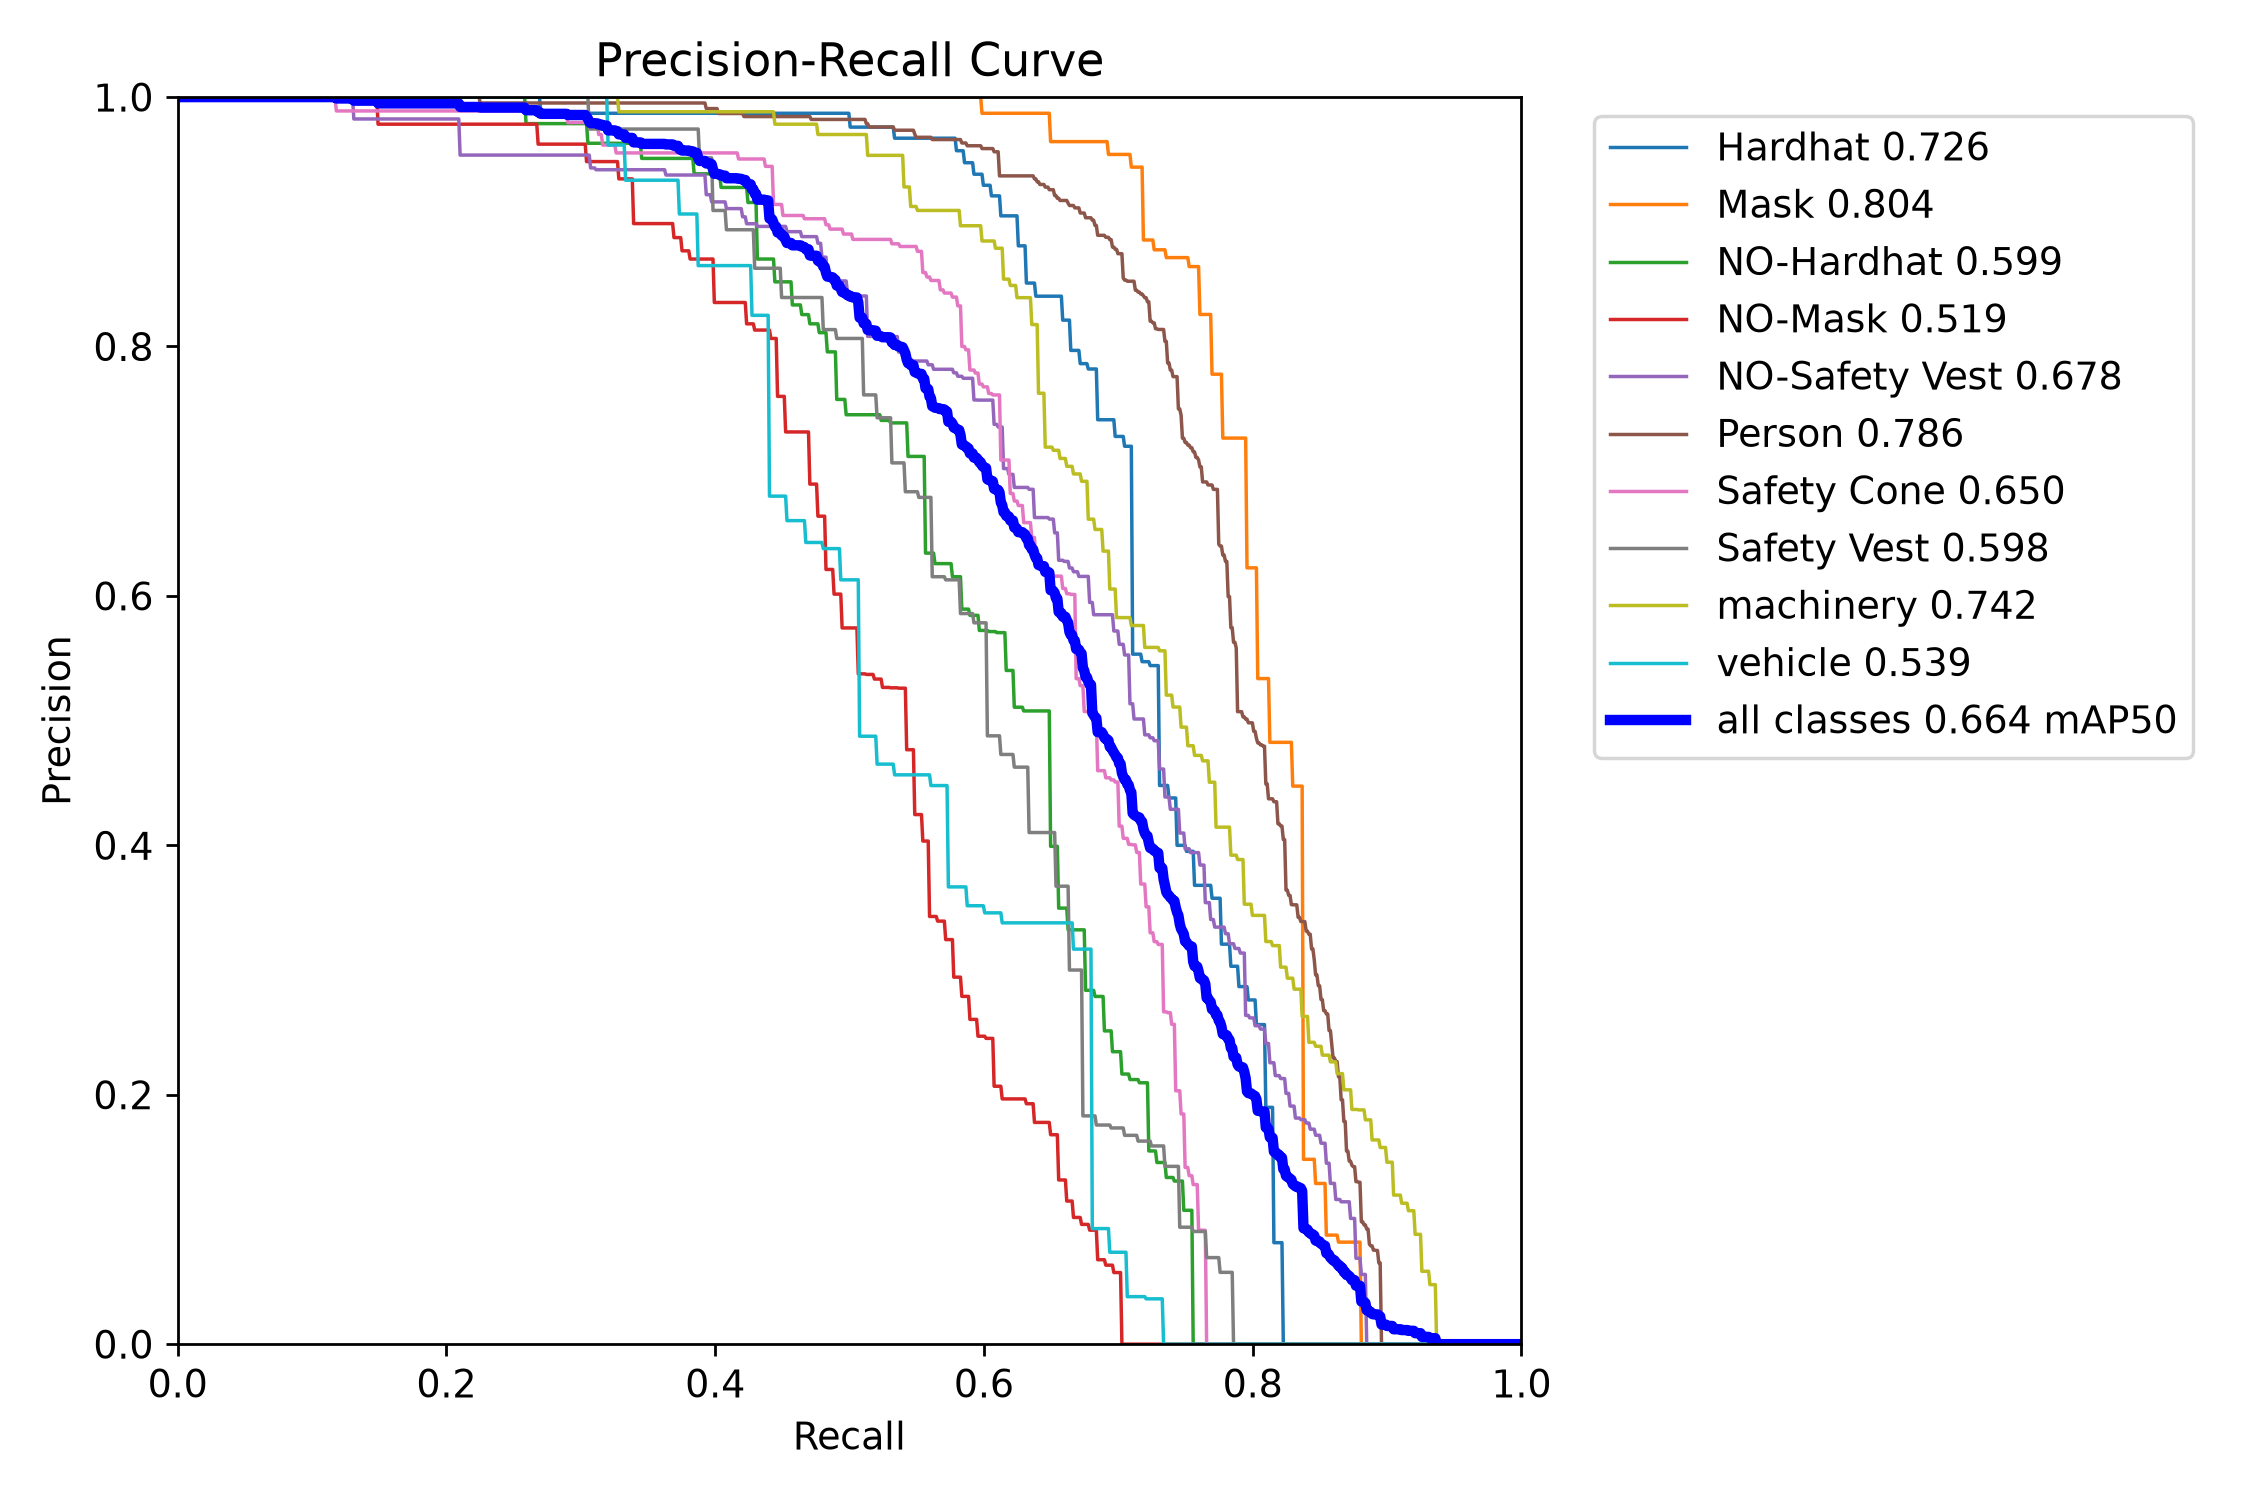 Precision-Recall Curve
1.0
0.8
0.6
0.4
0.2
0.0
Precision
0.0 0.2 0.4 0.6 0.8 1.0
Recall
Hardhat 0.726
Mask 0.804
NO-Hardhat 0.599
NO-Mask 0.519
NO-Safety Vest 0.678
Person 0.786
Safety Cone 0.650
Safety Vest 0.598
machinery 0.742
vehicle 0.539
all classes 0.664 mAP50